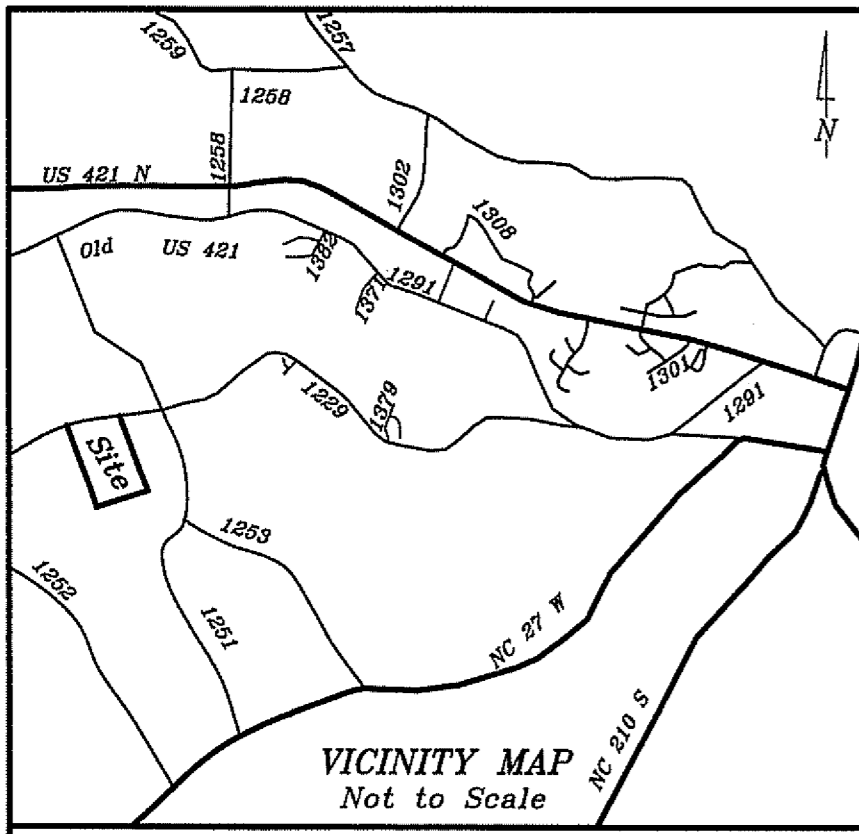 1259
1257
1258
1258
US 421 N
1302
N
Old US 421
1308
1382
1371
1291
1301
1291
1229
1379
Site
1253
1252
1251
NC 27 W
NC 210 S
VICINITY MAP
Not to Scale